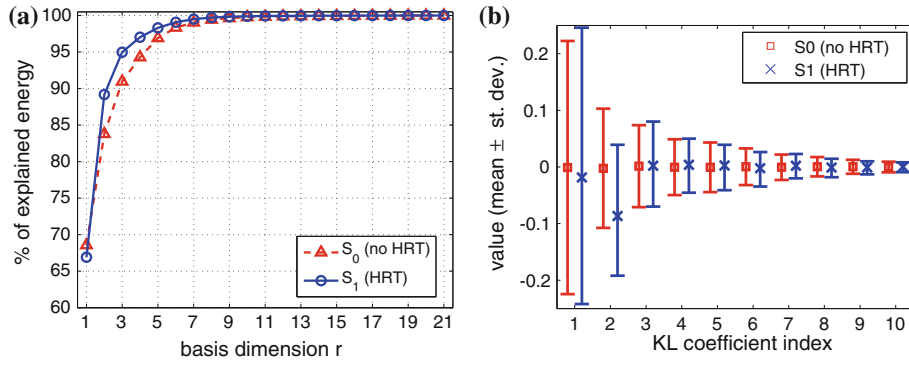 (a)
% of explained energy
100
95
90
85
80
75
70
65
60
S0 (no HRT)
S1 (HRT)
1 3 5 7 9 11 13 15 17 19 21
basis dimension r
(b)
value (mean ± st. dev.)
0.2
0.1
0
-0.1
-0.2
S0 (no HRT)
S1 (HRT)
1 2 3 4 5 6 7 8 9 10
KL coefficient index